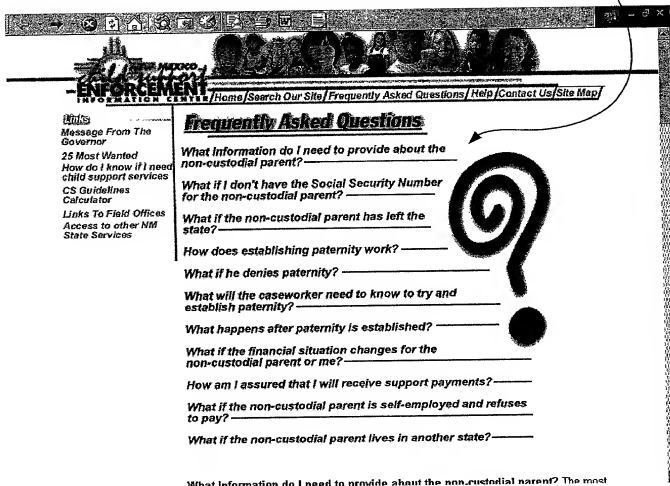 new mexico
child support
ENFORCEMENT
INFORMATION CENTER
Home/Search Our Site/Frequently Asked Questions/Help/Contact Us/Site Map
Links
Message From The
Governor
25 Most Wanted
How do I know if I need
child support services
CS Guidelines
Calculator
Links To Field Offices
Access to other NM
State Services
Frequently Asked Questions
What information do I need to provide about the
non-custodial parent?
What if I don't have the Social Security Number
for the non-custodial parent?
What if the non-custodial parent has left the
state?
How does establishing paternity work?
What if he denies paternity?
What will the caseworker need to know to try and
establish paternity?
What happens after paternity is established?
What if the financial situation changes for the
non-custodial parent or me?
How am I assured that I will receive support payments?
What if the non-custodial parent is self-employed and refuses
to pay?
What if the non-custodial parent lives in another state?
What information do I need to provide about the non-custodial parent? The most